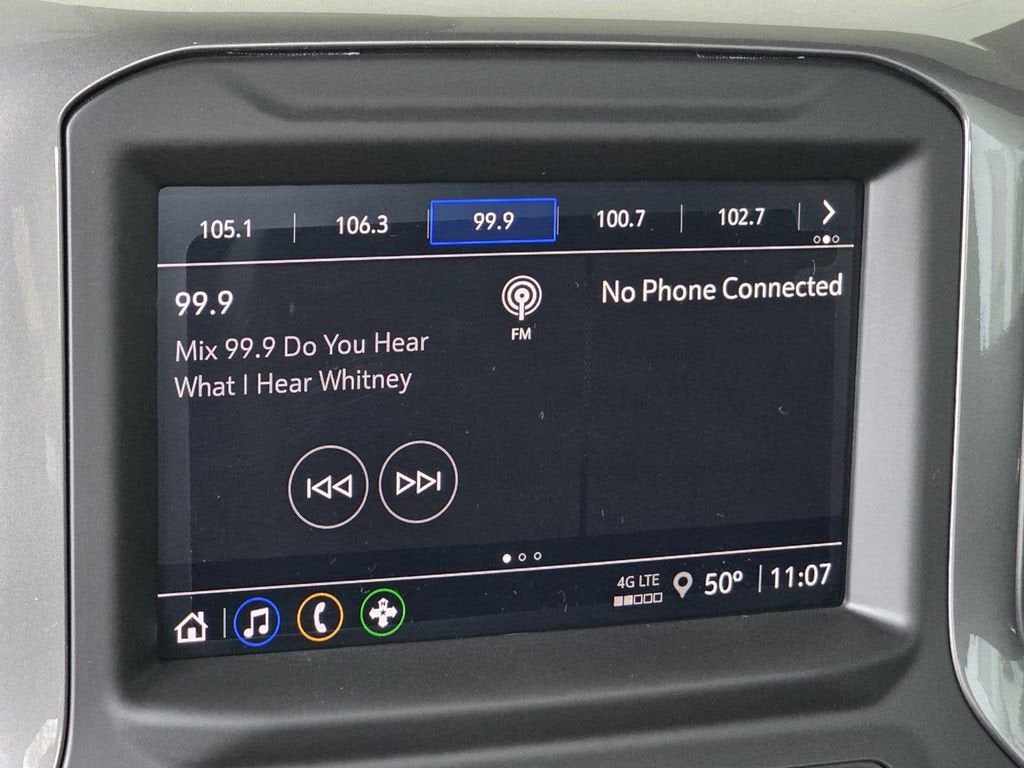 105.1 106.3 99.9 100.7 102.7
99.9
FM
No Phone Connected
Mix 99.9 Do You Hear
What I Hear Whitney
4G LTE 50º 11:07